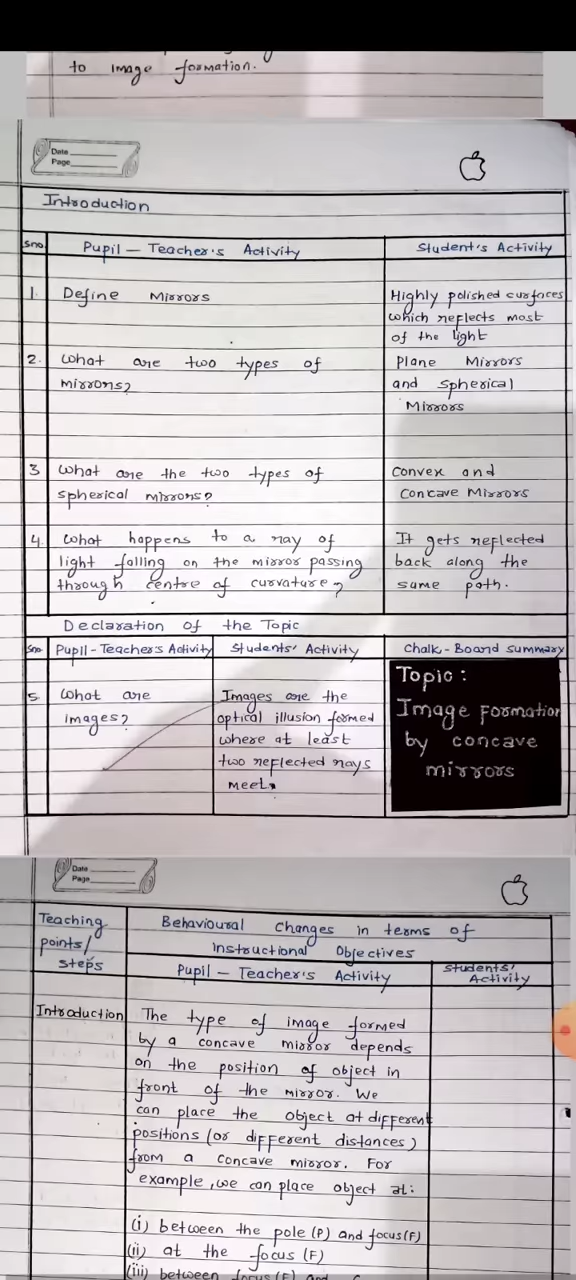 to image formation.
Date
Page
Introduction
Sno. Pupil - Teacher's Activity Student's Activity
1. Define Mirrors Highly polished surfaces
which reflects most
of the light
2. What are two types of Plane Mirrors
mirrors? and Spherical
Mirrors
3 What are the two types of Convex and
spherical mirrors? Concave Mirrors
4. What happens to a ray of It gets reflected
light falling on the mirror passing back along the
through centre of curvature? same path.
Declaration of the Topic
Sno Pupil-Teacher's Activity Students' Activity Chalk-Board summary
5. What are Images are the Topic:
images? optical illusion formed Image Formation
where at least by concave
two reflected rays mirrors
meet.
Date
Page
Teaching Behavioural Changes in terms of
points/ Instructional Objectives
steps Pupil - Teacher's Activity Students' Activity
Introduction The type of image formed
by a concave mirror depends
on the position of object in
front of the mirror. We
can place the object at different
positions (or different distances)
from a concave mirror. For
example, we can place object at:
(i) between the pole (P) and focus (F)
(ii) at the focus (F)
(iii) between focus (F) and